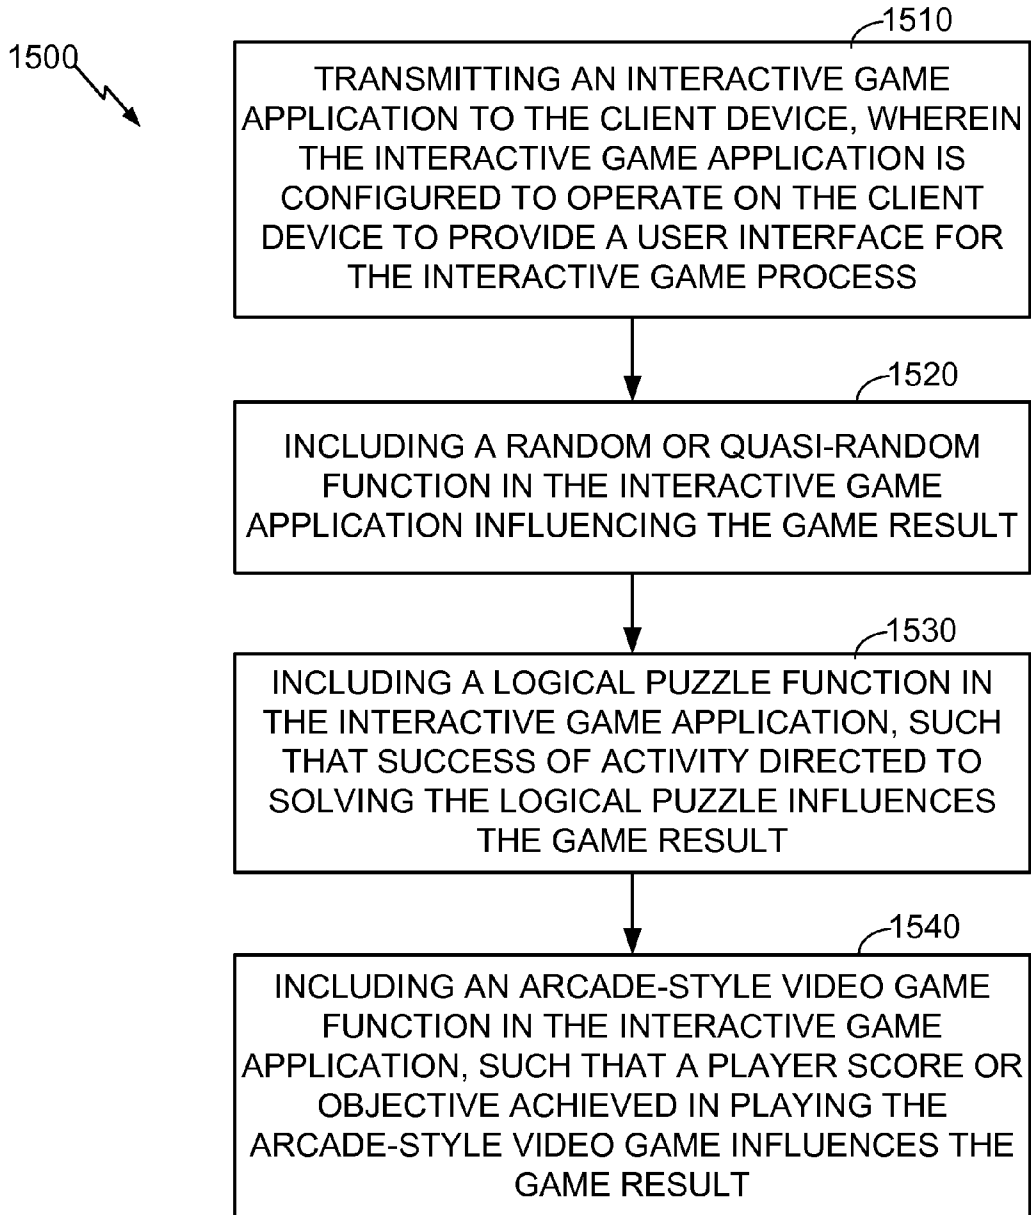 1510
1500
TRANSMITTING AN INTERACTIVE GAME
APPLICATION TO THE CLIENT DEVICE, WHEREIN
THE INTERACTIVE GAME APPLICATION IS
CONFIGURED TO OPERATE ON THE CLIENT
DEVICE TO PROVIDE A USER INTERFACE FOR
THE INTERACTIVE GAME PROCESS
1520
INCLUDING A RANDOM OR QUASI-RANDOM
FUNCTION IN THE INTERACTIVE GAME
APPLICATION INFLUENCING THE GAME RESULT
1530
INCLUDING A LOGICAL PUZZLE FUNCTION IN
THE INTERACTIVE GAME APPLICATION, SUCH
THAT SUCCESS OF ACTIVITY DIRECTED TO
SOLVING THE LOGICAL PUZZLE INFLUENCES
THE GAME RESULT
1540
INCLUDING AN ARCADE-STYLE VIDEO GAME
FUNCTION IN THE INTERACTIVE GAME
APPLICATION, SUCH THAT A PLAYER SCORE OR
OBJECTIVE ACHIEVED IN PLAYING THE
ARCADE-STYLE VIDEO GAME INFLUENCES THE
GAME RESULT